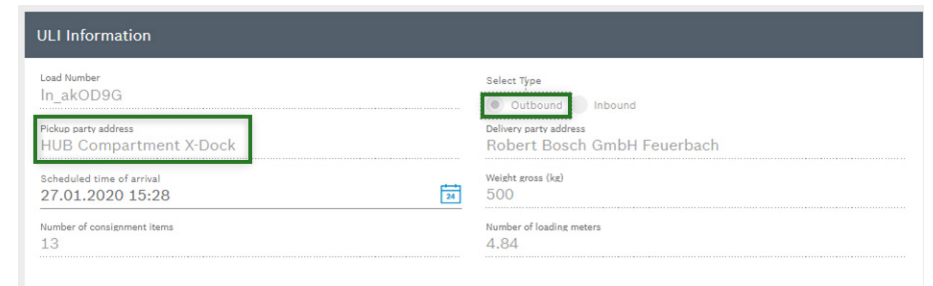 ULI Information
Load Number
ln_akOD9G
Select Type
Outbound Inbound
Pickup party address
HUB Compartment X-Dock
Delivery party address
Robert Bosch GmbH Feuerbach
Scheduled time of arrival
27.01.2020 15:28
24
Weight gross (kg)
500
Number of consignment items
13
Number of loading meters
4.84